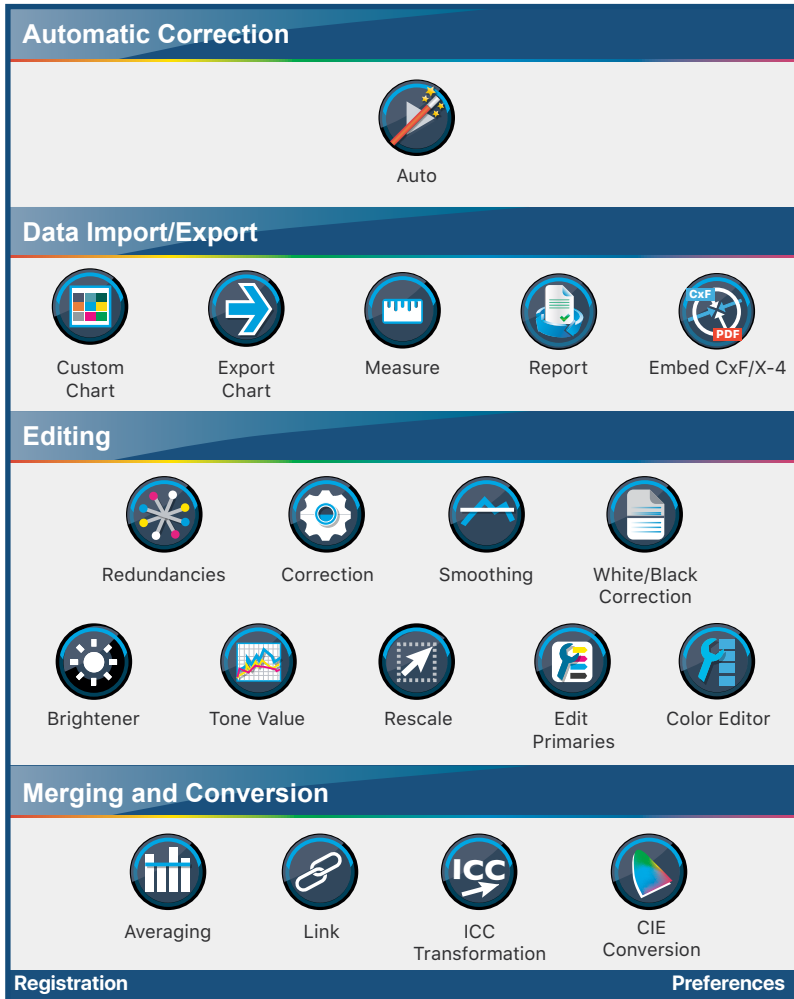 Automatic Correction
Auto
Data Import/Export
Custom
Chart
Export
Chart
Measure
Report
CxF
PDF
Embed CxF/X-4
Editing
Redundancies
Correction
Smoothing
White/Black
Correction
Brightener
Tone Value
Rescale
Edit
Primaries
Color Editor
Merging and Conversion
Averaging
Link
ICC
ICC
Transformation
CIE
Conversion
Registration
Preferences